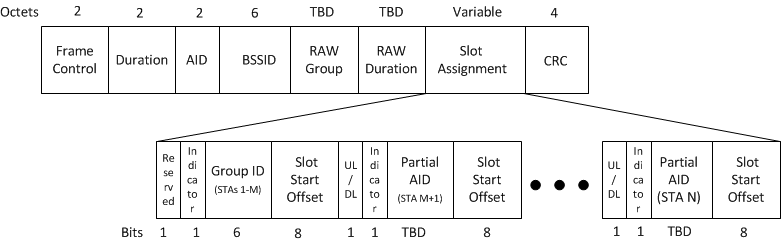 Octets 2 2 2 6 TBD TBD Variable 4
Frame Control Duration AID BSSID RAW Group RAW Duration Slot Assignment CRC
Reserved Indicator Group ID (STAs 1-M) Slot Start Offset UL / DL Indicator Partial AID (STA M+1) Slot Start Offset UL / DL Indicator Partial AID (STA N) Slot Start Offset
Bits 1 1 6 8 1 1 TBD 8 1 1 TBD 8